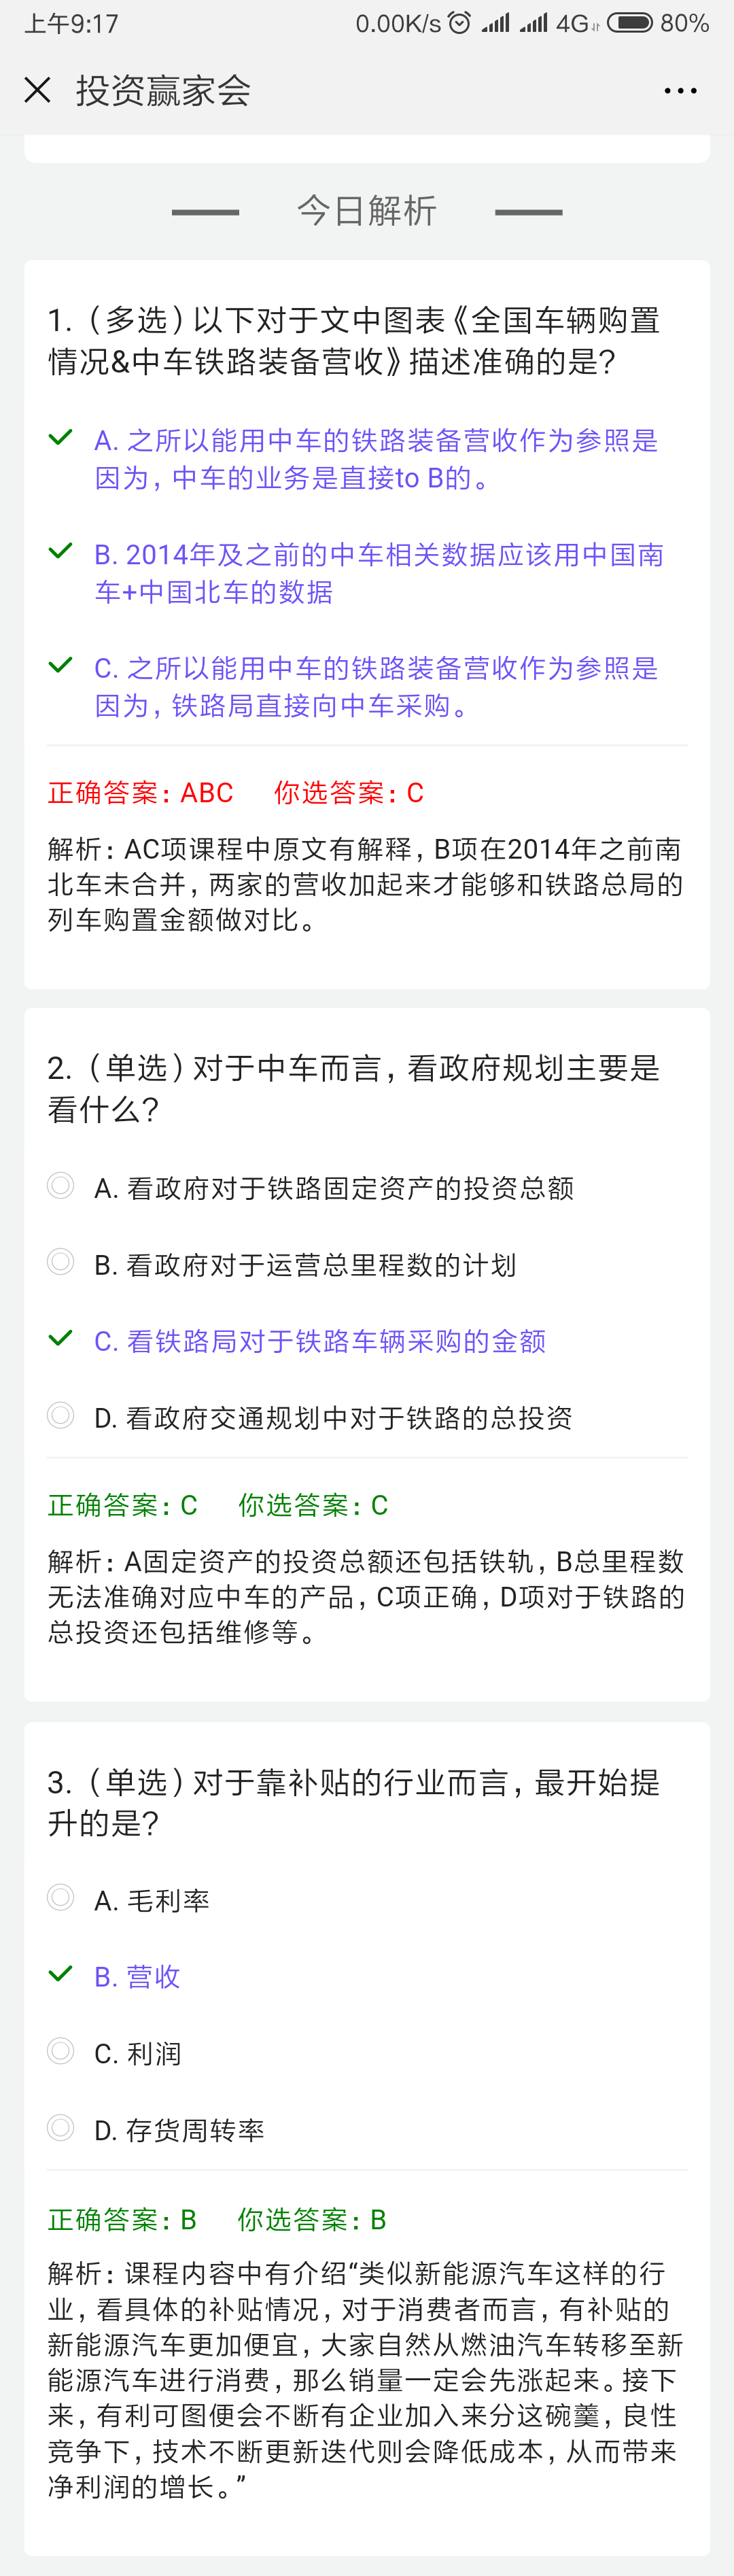 上午9:17
0.00K/s 4G 80%
投资赢家会
今日解析
1.（多选）以下对于文中图表《全国车辆购置
情况&中车铁路装备营收》描述准确的是?
A. 之所以能用中车的铁路装备营收作为参照是
因为，中车的业务是直接to B的。
B. 2014年及之前的中车相关数据应该用中国南
车+中国北车的数据
C. 之所以能用中车的铁路装备营收作为参照是
因为，铁路局直接向中车采购。
正确答案：ABC 你选答案：C
解析：AC项课程中原文有解释，B项在2014年之前南
北车未合并，两家的营收加起来才能够和铁路总局的
列车购置金额做对比。
2.（单选）对于中车而言，看政府规划主要是
看什么?
A. 看政府对于铁路固定资产的投资总额
B. 看政府对于运营总里程数的计划
C. 看铁路局对于铁路车辆采购的金额
D. 看政府交通规划中对于铁路的总投资
正确答案：C 你选答案：C
解析：A固定资产的投资总额还包括铁轨，B总里程数
无法准确对应中车的产品，C项正确，D项对于铁路的
总投资还包括维修等。
3.（单选）对于靠补贴的行业而言，最开始提
升的是?
A. 毛利率
B. 营收
C. 利润
D. 存货周转率
正确答案：B 你选答案：B
解析：课程内容中有介绍“类似新能源汽车这样的行
业，看具体的补贴情况，对于消费者而言，有补贴的
新能源汽车更加便宜，大家自然从燃油汽车转移至新
能源汽车进行消费，那么销量一定会先涨起来。接下
来，有利可图便会不断有企业加入来分这碗羹，良性
竞争下，技术不断更新迭代则会降低成本，从而带来
净利润的增长。”